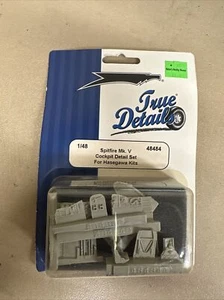 True
Details
1/48
Spitfire Mk. V
48484
Cockpit Detail Set
For Hasegawa Kits